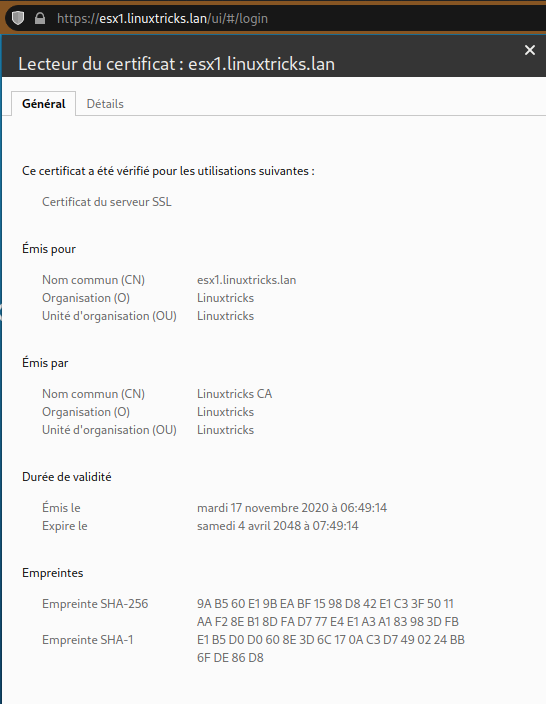 https://esx1.linuxtricks.lan/ui/#/login
Lecteur du certificat : esx1.linuxtricks.lan
Général Détails
Ce certificat a été vérifié pour les utilisations suivantes :
Certificat du serveur SSL
Émis pour
Nom commun (CN) esx1.linuxtricks.lan
Organisation (O) Linuxtricks
Unité d'organisation (OU) Linuxtricks
Émis par
Nom commun (CN) Linuxtricks CA
Organisation (O) Linuxtricks
Unité d'organisation (OU) Linuxtricks
Durée de validité
Émis le mardi 17 novembre 2020 à 06:49:14
Expire le samedi 4 avril 2048 à 07:49:14
Empreintes
Empreinte SHA-256 9A B5 60 E1 9B EA BF 15 98 D8 42 E1 C3 3F 50 11
AA F2 8E B1 8D FA D7 77 E4 E1 A3 A1 83 98 3D FB
Empreinte SHA-1 E1 B5 D0 D0 60 8E 3D 6C 17 0A C3 D7 49 02 24 BB
6F DE 86 D8